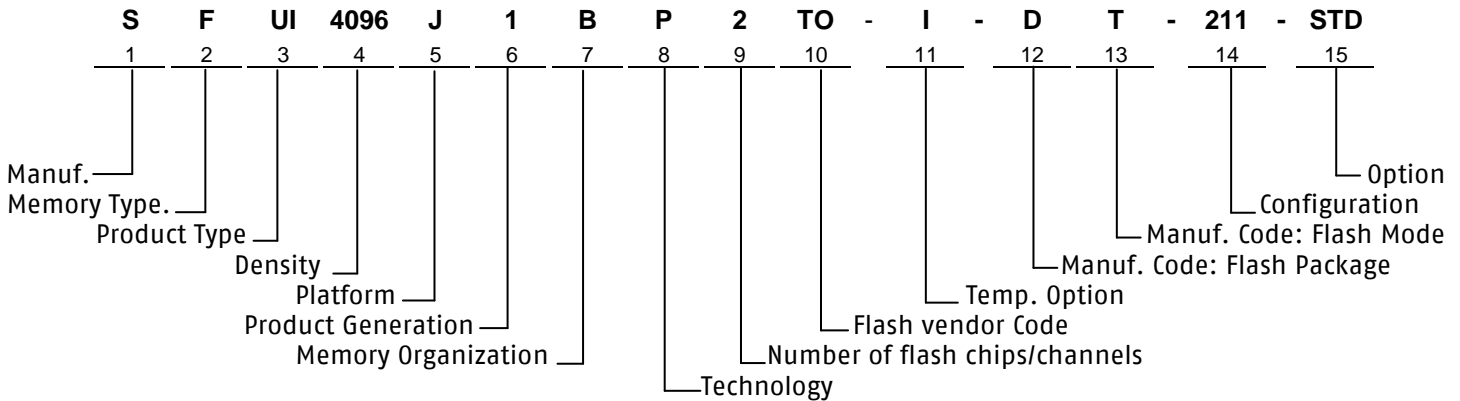 S F UI 4096 J 1 B P 2 TO - I - D T - 211 - STD
1 2 3 4 5 6 7 8 9 10 11 12 13 14 15
Manuf. Option
Memory Type. Configuration
Product Type Manuf. Code: Flash Mode
Density Manuf. Code: Flash Package
Platform Temp. Option
Product Generation Flash vendor Code
Memory Organization Number of flash chips/channels
Technology